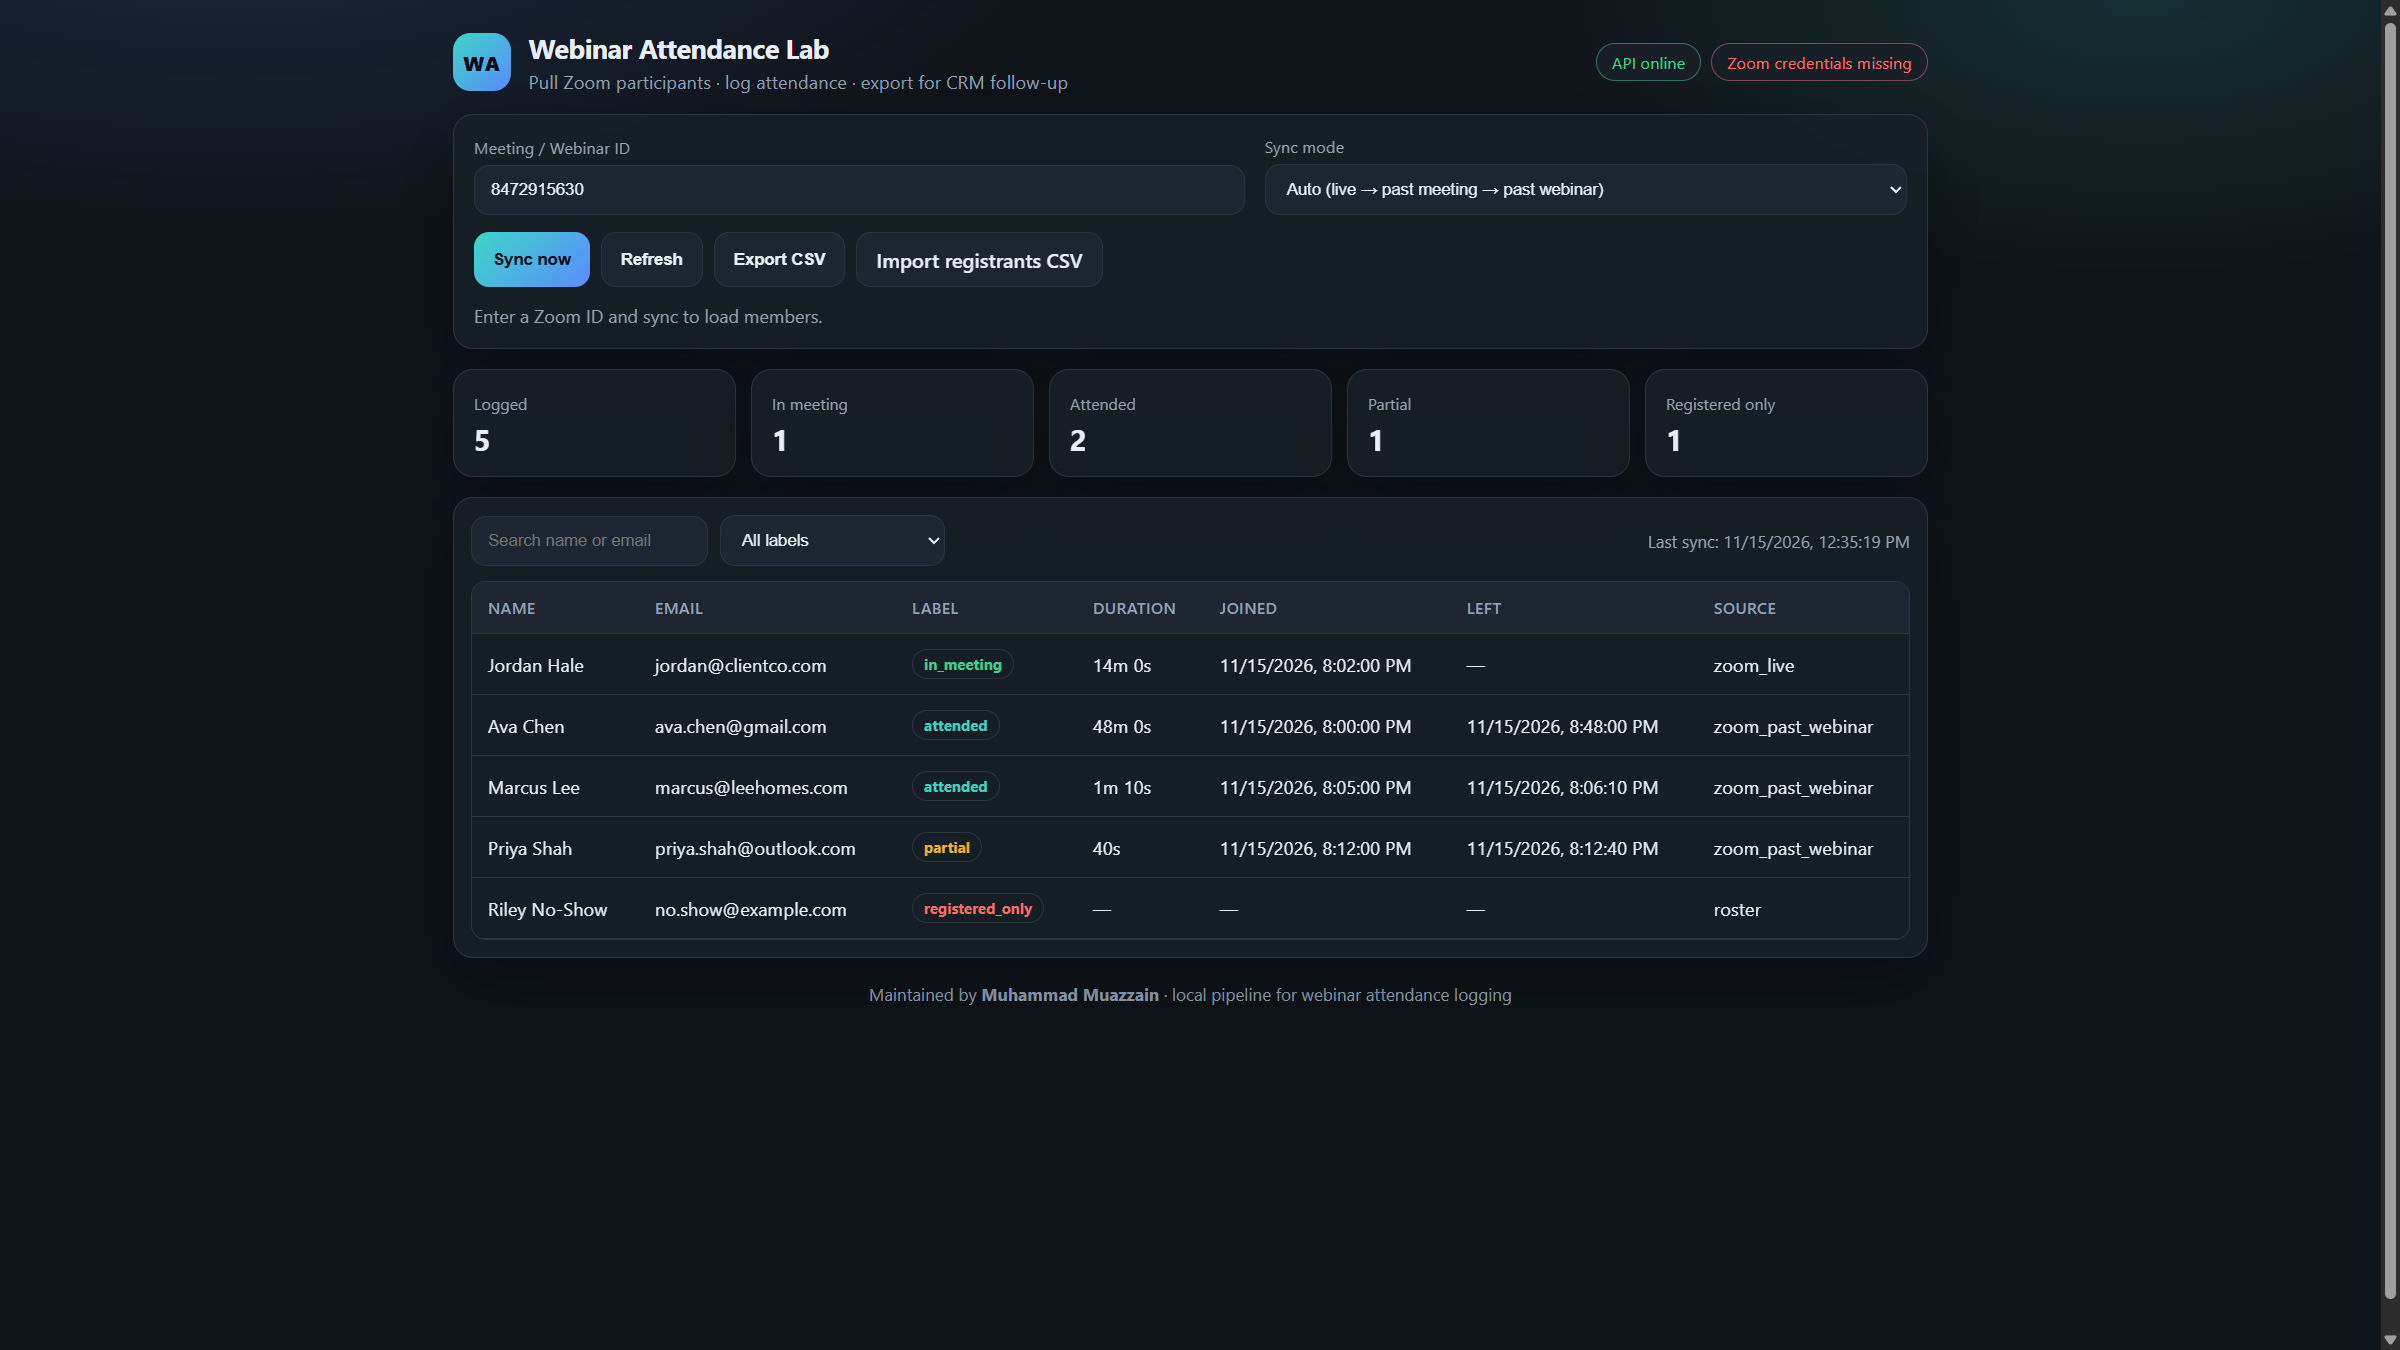 WA
Webinar Attendance Lab
Pull Zoom participants · log attendance · export for CRM follow-up
API online
Zoom credentials missing
Meeting / Webinar ID
Sync mode
8472915630
Auto (live → past meeting → past webinar)
Sync now
Refresh
Export CSV
Import registrants CSV
Enter a Zoom ID and sync to load members.
Logged
5
In meeting
1
Attended
2
Partial
1
Registered only
1
Search name or email
All labels
Last sync: 11/15/2026, 12:35:19 PM
NAME EMAIL LABEL DURATION JOINED LEFT SOURCE
Jordan Hale jordan@clientco.com in_meeting 14m 0s 11/15/2026, 8:02:00 PM — zoom_live
Ava Chen ava.chen@gmail.com attended 48m 0s 11/15/2026, 8:00:00 PM 11/15/2026, 8:48:00 PM zoom_past_webinar
Marcus Lee marcus@leehomes.com attended 1m 10s 11/15/2026, 8:05:00 PM 11/15/2026, 8:06:10 PM zoom_past_webinar
Priya Shah priya.shah@outlook.com partial 40s 11/15/2026, 8:12:00 PM 11/15/2026, 8:12:40 PM zoom_past_webinar
Riley No-Show no.show@example.com registered_only — — — roster
Maintained by Muhammad Muazzain · local pipeline for webinar attendance logging